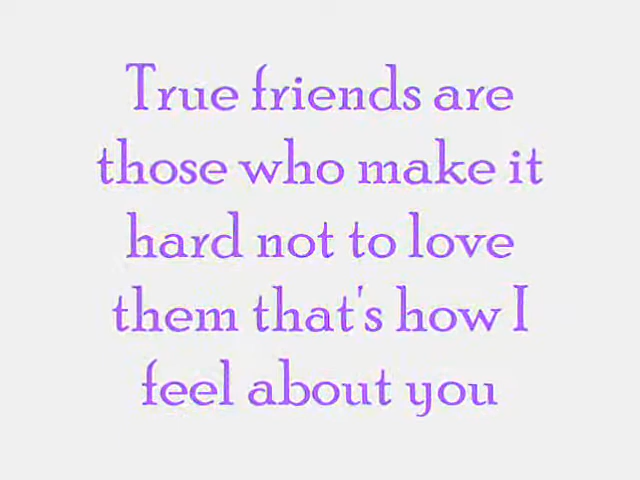 True friends are
those who make it
hard not to love
them that's how I
feel about you